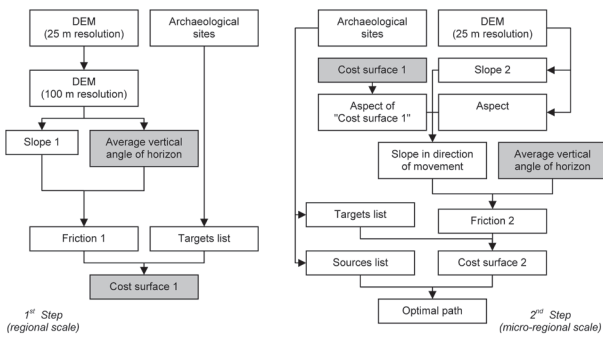 DEM
(25 m resolution)
Archaeological
sites
DEM
(100 m resolution)
Slope 1
Average vertical
angle of horizon
Friction 1
Targets list
Cost surface 1
1st Step
(regional scale)
Archaeological
sites
DEM
(25 m resolution)
Cost surface 1
Slope 2
Aspect of
"Cost surface 1"
Aspect
Slope in direction
of movement
Average vertical
angle of horizon
Targets list
Friction 2
Sources list
Cost surface 2
Optimal path
2nd Step
(micro-regional scale)